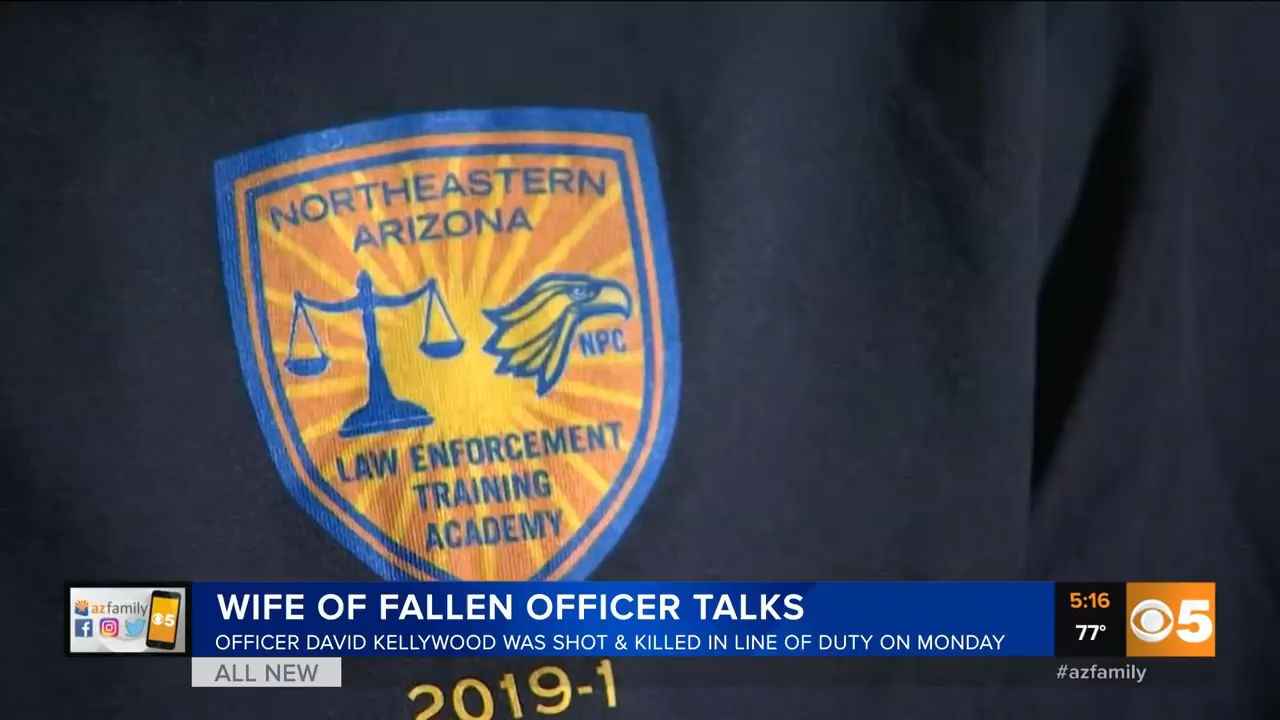 NORTHEASTERN
ARIZONA
NPC
LAW ENFORCEMENT
TRAINING
ACADEMY
azfamily
5
WIFE OF FALLEN OFFICER TALKS
OFFICER DAVID KELLYWOOD WAS SHOT & KILLED IN LINE OF DUTY ON MONDAY
5:16
77°
5
ALL NEW
#azfamily
2019-1